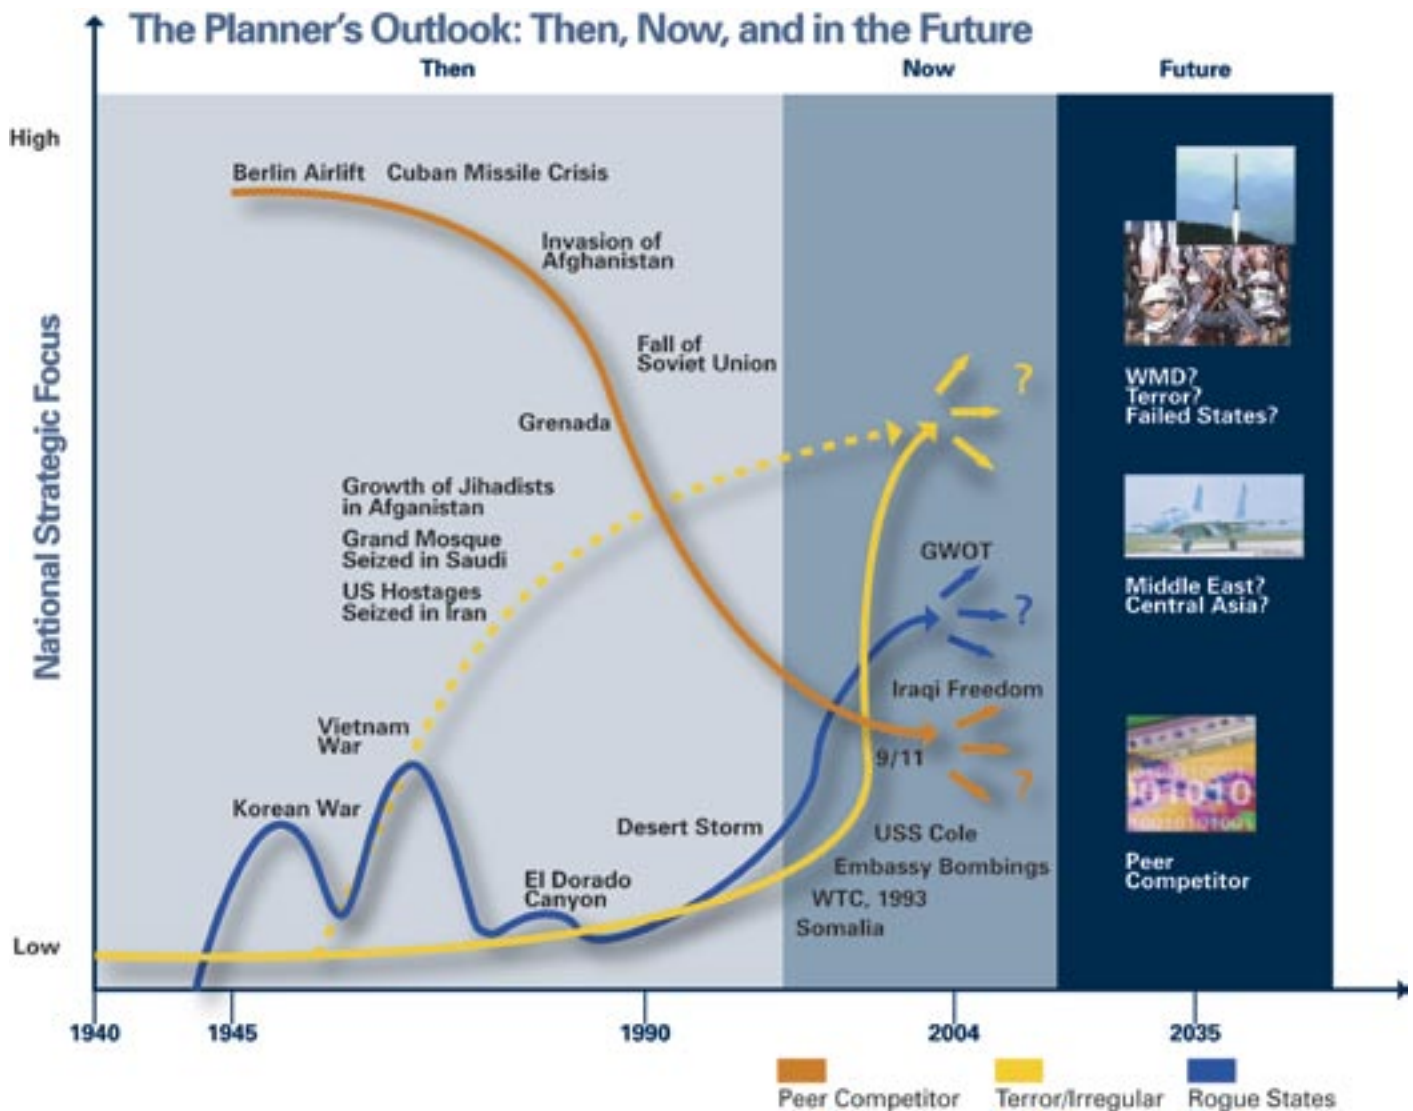 The Planner's Outlook: Then, Now, and in the Future
Then
Now
Future
High
Low
National Strategic Focus
Berlin Airlift
Cuban Missile Crisis
Invasion of
Afghanistan
Fall of
Soviet Union
Grenada
Growth of Jihadists
in Afganistan
Grand Mosque
Seized in Saudi
US Hostages
Seized in Iran
Vietnam
War
Korean War
El Dorado
Canyon
Desert Storm
?
GWOT
?
Iraqi Freedom
?
9/11
USS Cole
Embassy Bombings
WTC, 1993
Somalia
WMD?
Terror?
Failed States?
Middle East?
Central Asia?
01010
Peer
Competitor
1940
1945
1990
2004
2035
Peer Competitor
Terror/Irregular
Rogue States